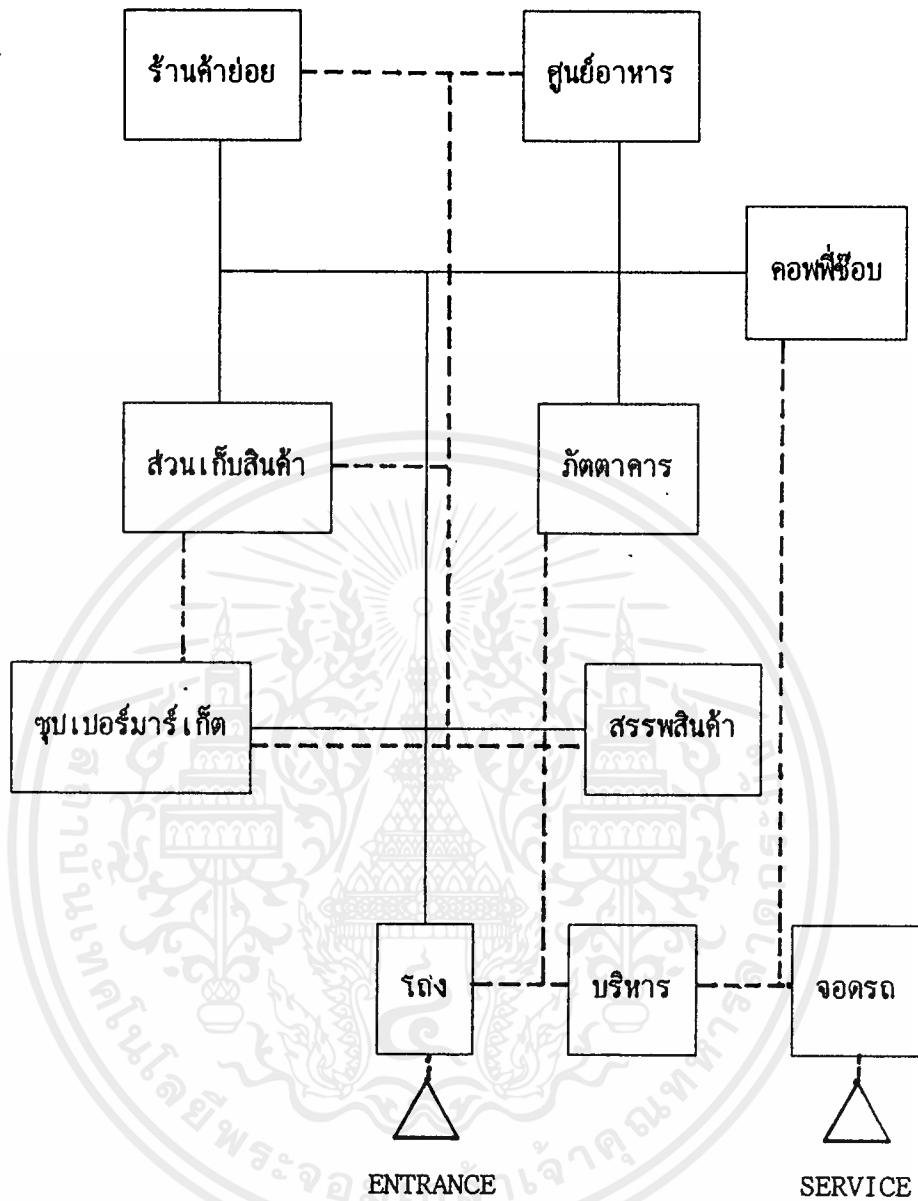 ร้านค้าย่อย
ศูนย์อาหาร
คอฟฟี่ช๊อบ
ส่วนเก็บสินค้า
ภัตตาคาร
ซุปเปอร์มาร์เก็ต
สรรพสินค้า
โถ่ง
บริหาร
จอดรถ
ENTRANCE
SERVICE